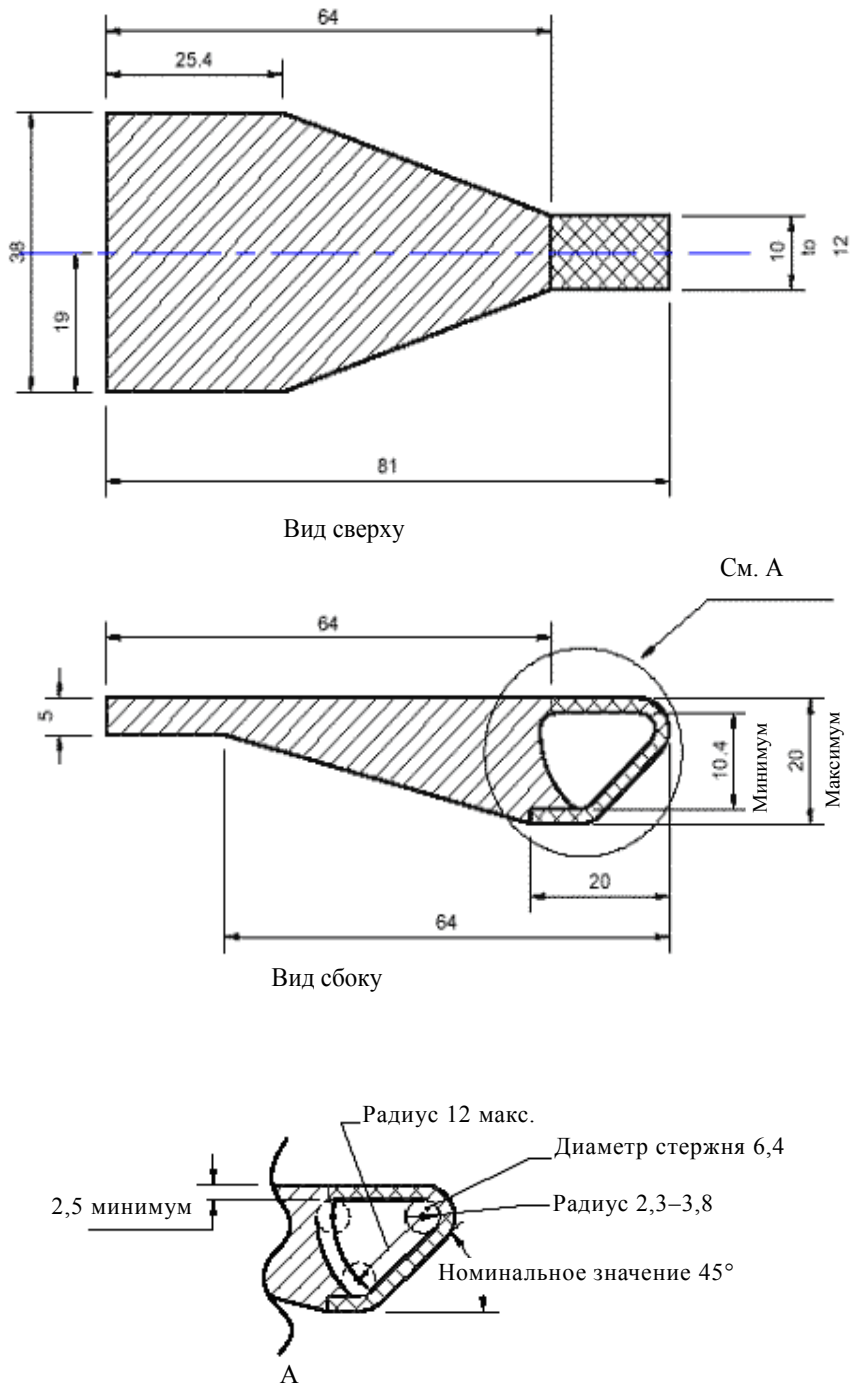 64
25.4
38
19
10
to
12
81
Вид сверху
См. А
64
5
10.4
Минимум
20
Максимум
20
64
Вид сбоку
Радиус 12 макс.
Диаметр стержня 6,4
2,5 минимум
Радиус 2,3–3,8
Номинальное значение 45°
А